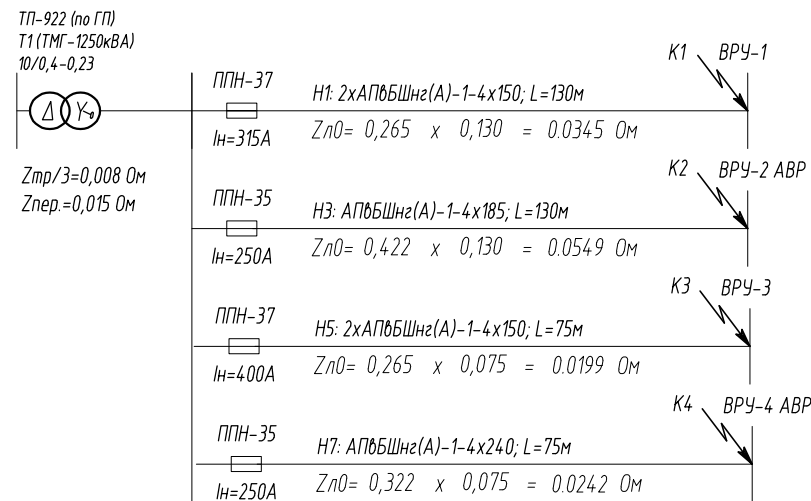 ТП-922 (по ГП)
Т1 (ТМГ-1250кВА)
10/0,4-0,23
Δ Y₀
Zтр/3=0,008 Ом
Zпер.=0,015 Ом
ППН-37
Iн=315А
Н1: 2хАПвБШнг(А)-1-4х150; L=130м
Zл0= 0,265 х 0,130 = 0.0345 Ом
К1 ВРУ-1
ППН-35
Iн=250А
Н3: АПвБШнг(А)-1-4х185; L=130м
Zл0= 0,422 х 0,130 = 0.0549 Ом
К2 ВРУ-2 АВР
ППН-37
Iн=400А
Н5: 2хАПвБШнг(А)-1-4х150; L=75м
Zл0= 0,265 х 0,075 = 0.0199 Ом
К3 ВРУ-3
ППН-35
Iн=250А
Н7: АПвБШнг(А)-1-4х240; L=75м
Zл0= 0,322 х 0,075 = 0.0242 Ом
К4 ВРУ-4 АВР